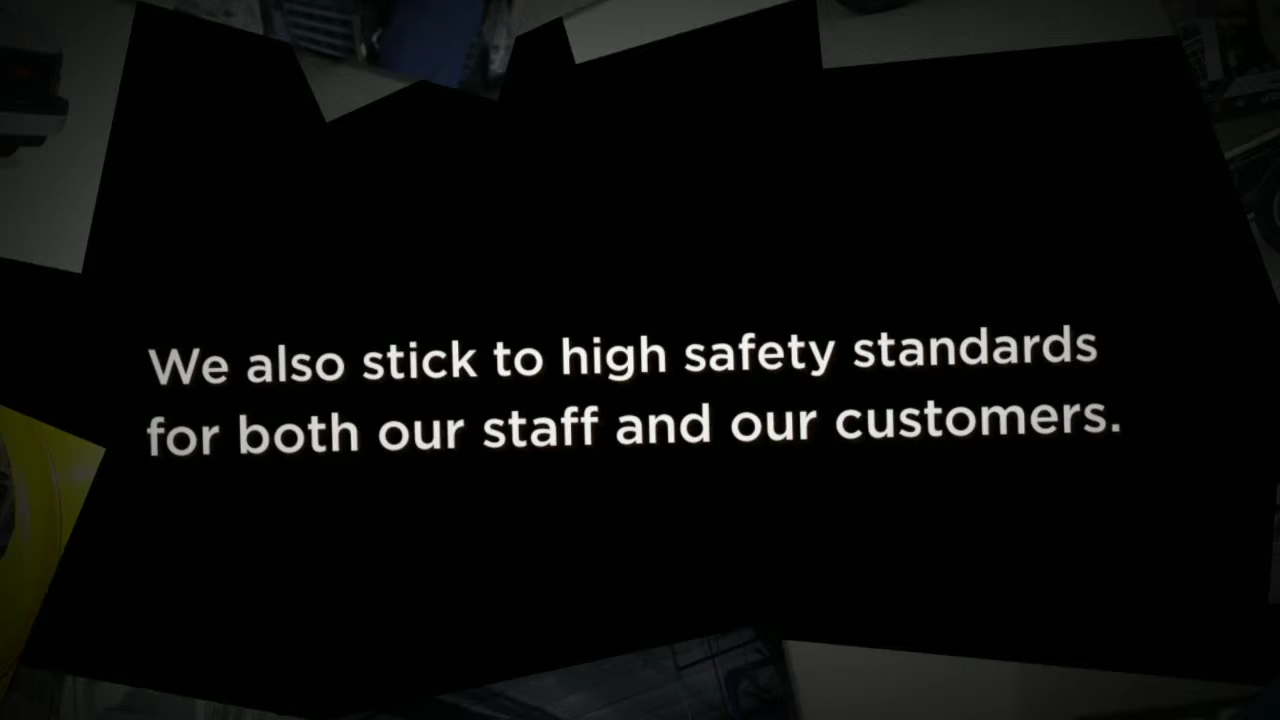 We also stick to high safety standards
for both our staff and our customers.